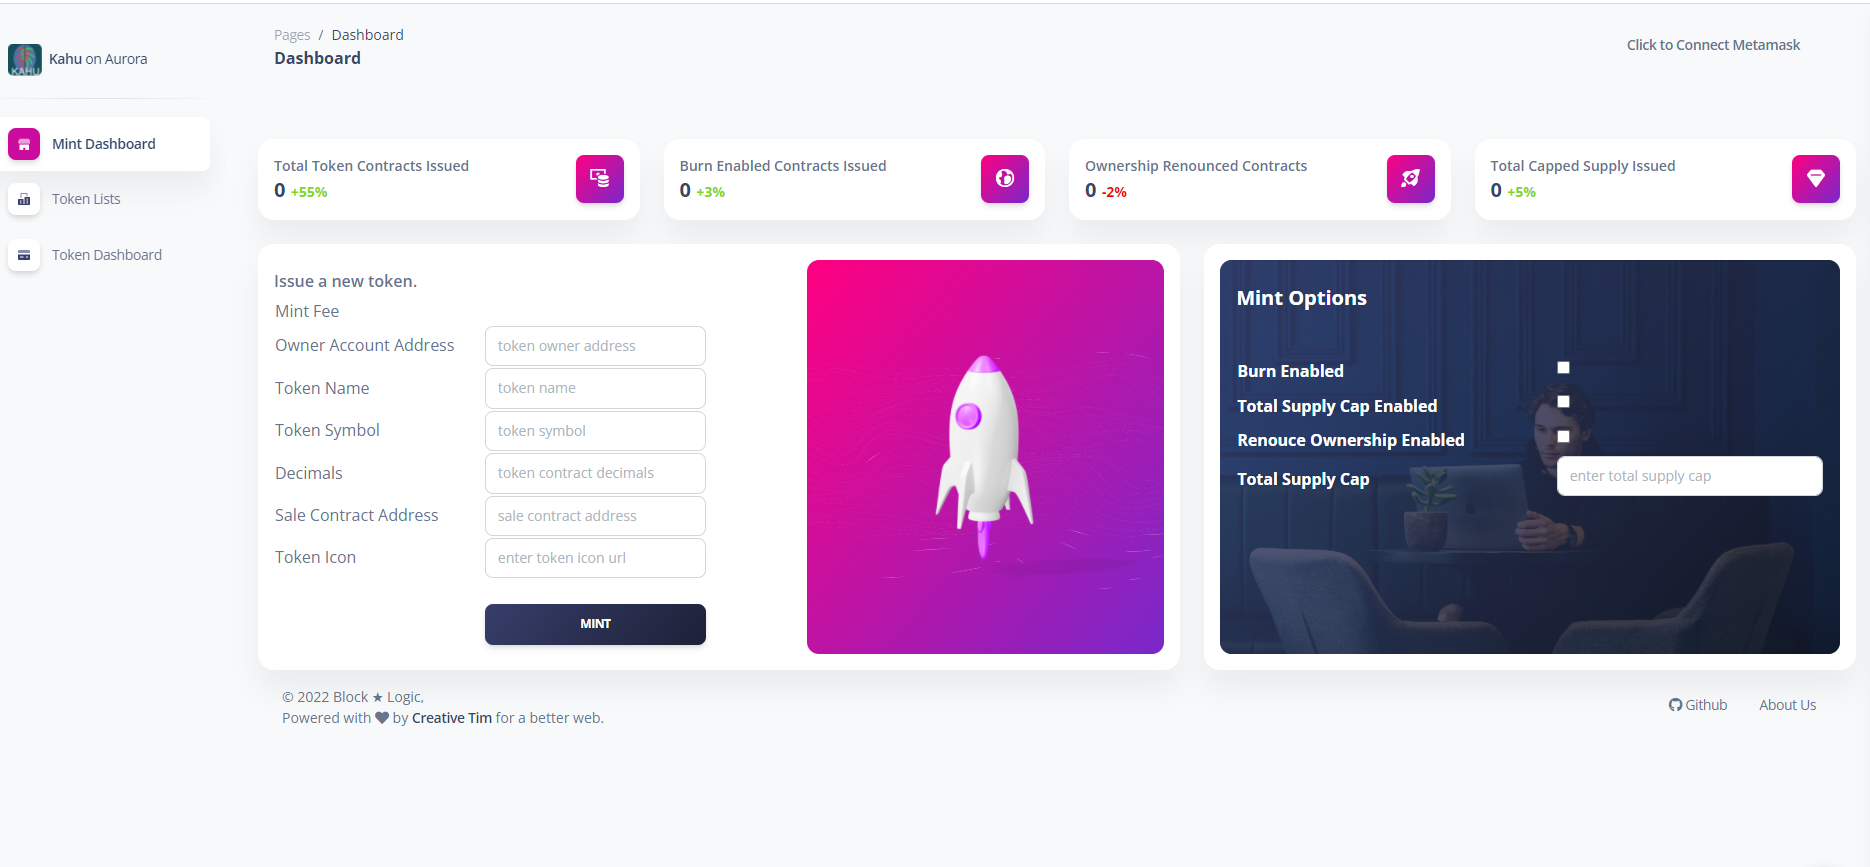 KAHU
Kahu on Aurora
Mint Dashboard
Token Lists
Token Dashboard
Pages / Dashboard
Dashboard
Click to Connect Metamask
Total Token Contracts Issued
0 +55%
Burn Enabled Contracts Issued
0 +3%
Ownership Renounced Contracts
0 -2%
Total Capped Supply Issued
0 +5%
Issue a new token.
Mint Fee
Owner Account Address token owner address
Token Name token name
Token Symbol token symbol
Decimals token contract decimals
Sale Contract Address sale contract address
Token Icon enter token icon url
MINT
Mint Options
Burn Enabled
Total Supply Cap Enabled
Renouce Ownership Enabled
Total Supply Cap enter total supply cap
© 2022 Block ★ Logic,
Powered with ♥ by Creative Tim for a better web.
Github About Us